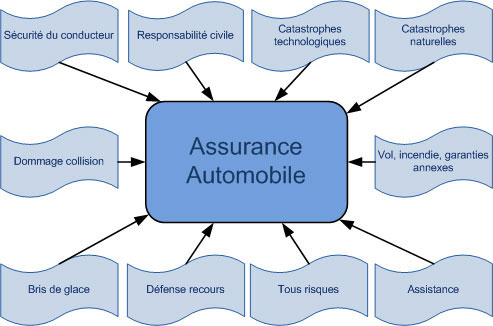 Sécurité du conducteur
Responsabilité civile
Catastrophes
technologiques
Catastrophes
naturelles
Dommage collision
Assurance
Automobile
Vol, incendie, garanties
annexes
Bris de glace
Défense recours
Tous risques
Assistance